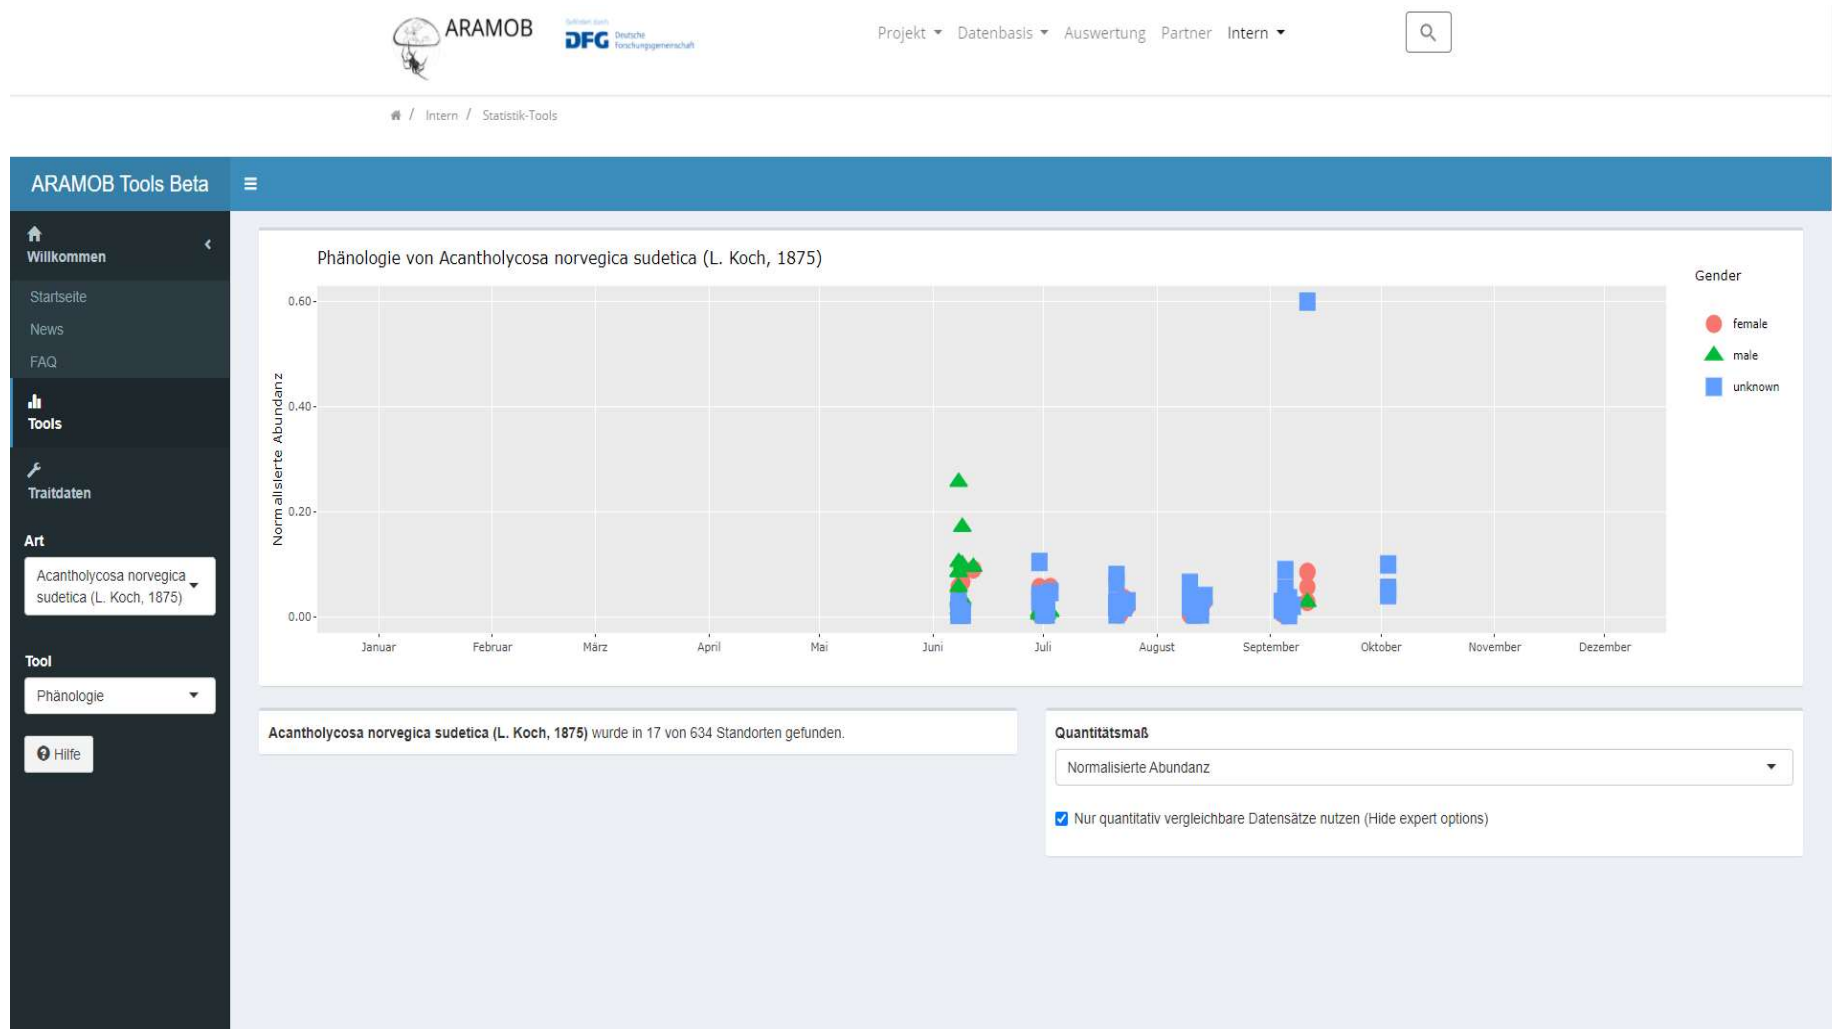 ARAMOB
Gefördert durch
DFG Deutsche
Forschungsgemeinschaft
Projekt Datenbasis Auswertung Partner Intern
/ Intern / Statistik-Tools
ARAMOB Tools Beta
Willkommen
Startseite
News
FAQ
Tools
Traitdaten
Art
Acantholycosa norvegica
sudetica (L. Koch, 1875)
Tool
Phänologie
Hilfe
Phänologie von Acantholycosa norvegica sudetica (L. Koch, 1875)
Normalisierte Abundanz
0.60
0.40
0.20
0.00
Januar Februar März April Mai Juni Juli August September Oktober November Dezember
Gender
female
male
unknown
Acantholycosa norvegica sudetica (L. Koch, 1875) wurde in 17 von 634 Standorten gefunden.
Quantitätsmaß
Normalisierte Abundanz
Nur quantitativ vergleichbare Datensätze nutzen (Hide expert options)